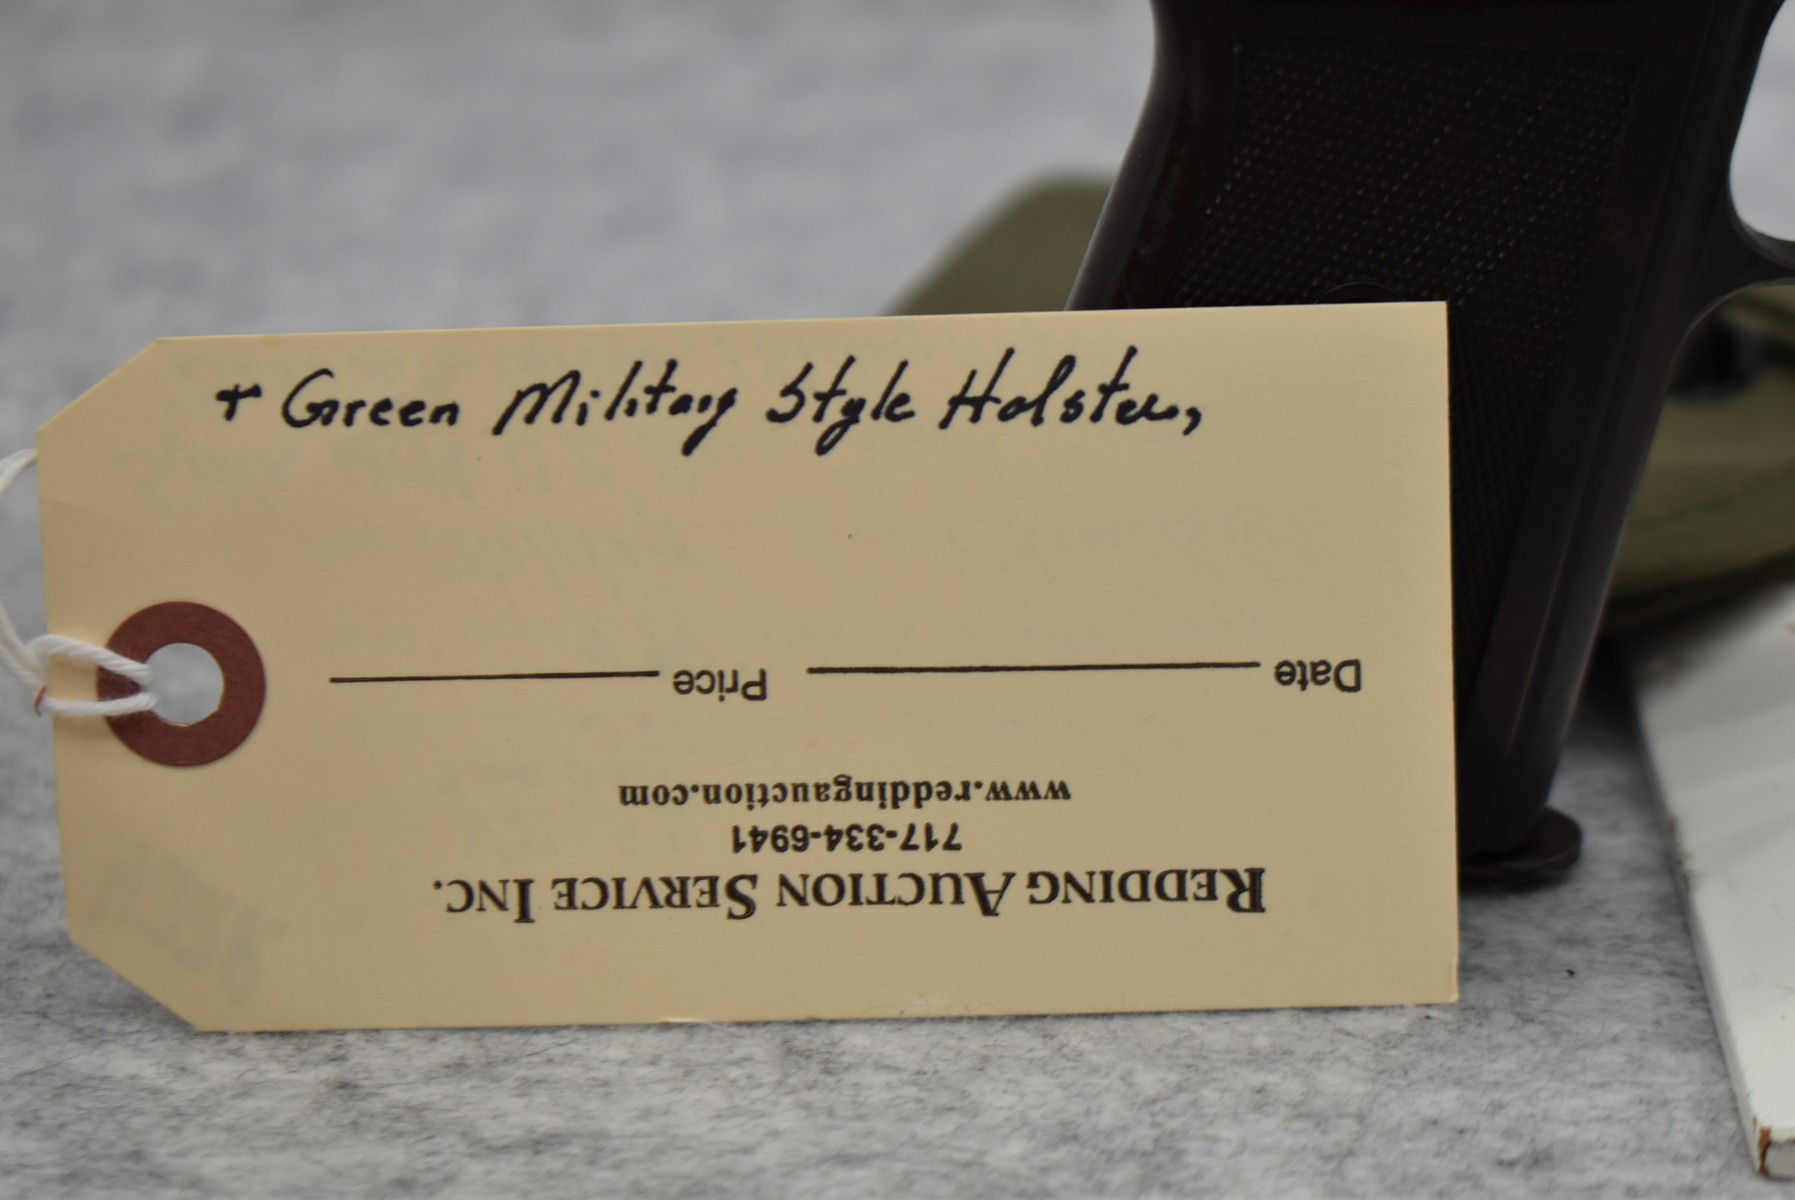 + Green Military Style Holster,
Date Price
www.reddingauction.com
717-334-6941
REDDING AUCTION SERVICE INC.